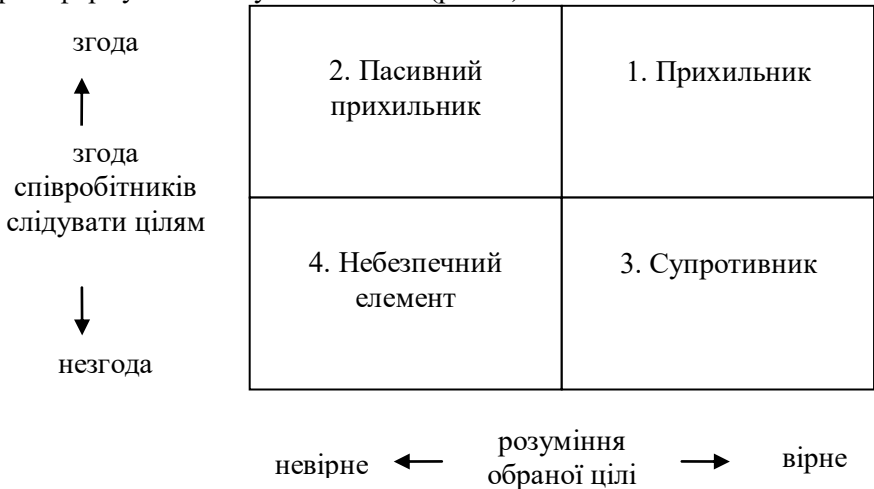 згода
2. Пасивний
прихильник
1. Прихильник
згода
співробітників
слідувати цілям
4. Небезпечний
елемент
3. Супротивник
незгода
невірне
розуміння
обраної цілі
вірне